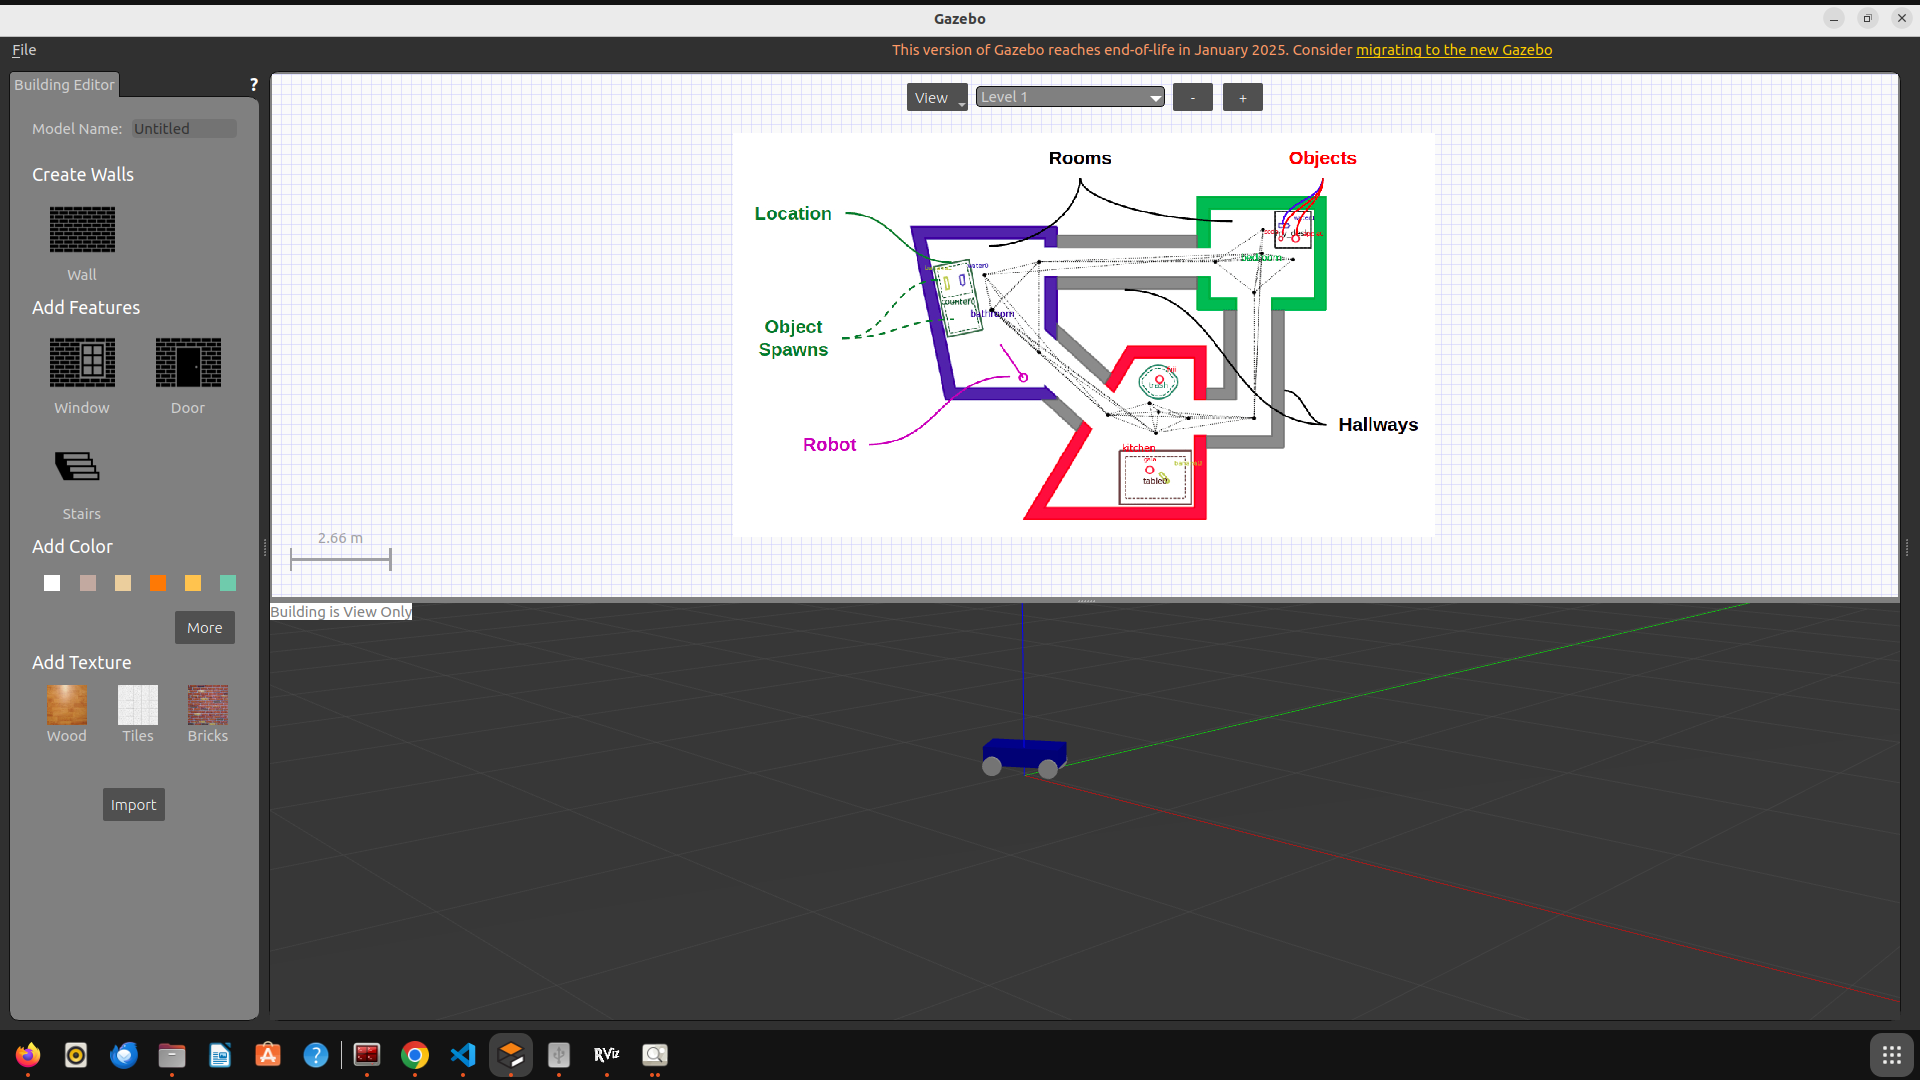 Gazebo
File
This version of Gazebo reaches end-of-life in January 2025. Consider migrating to the new Gazebo
Building Editor
?
Model Name: Untitled
Create Walls
Wall
Add Features
Window
Door
Stairs
Add Color
More
Add Texture
Wood
Tiles
Bricks
Import
View
Level 1
-
+
Rooms
Objects
Location
Object
Spawns
Robot
Hallways
bathroom
kitchen
table0
2.66 m
Building is View Only
RViz